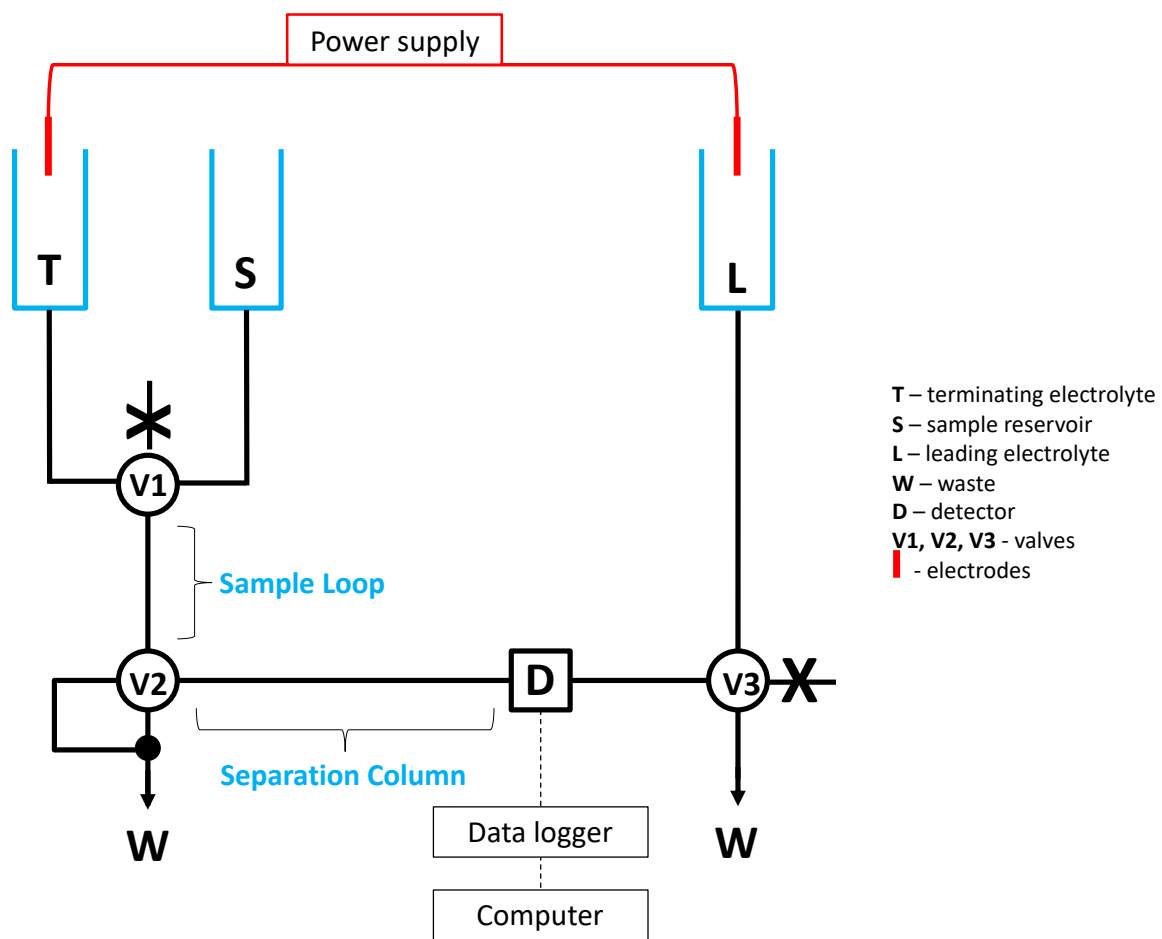 Power supply
T
S
L
V1
Sample Loop
V2
D
V3
X
Separation Column
W
W
Data logger
Computer
T – terminating electrolyte
S – sample reservoir
L – leading electrolyte
W – waste
D – detector
V1, V2, V3 - valves
- electrodes